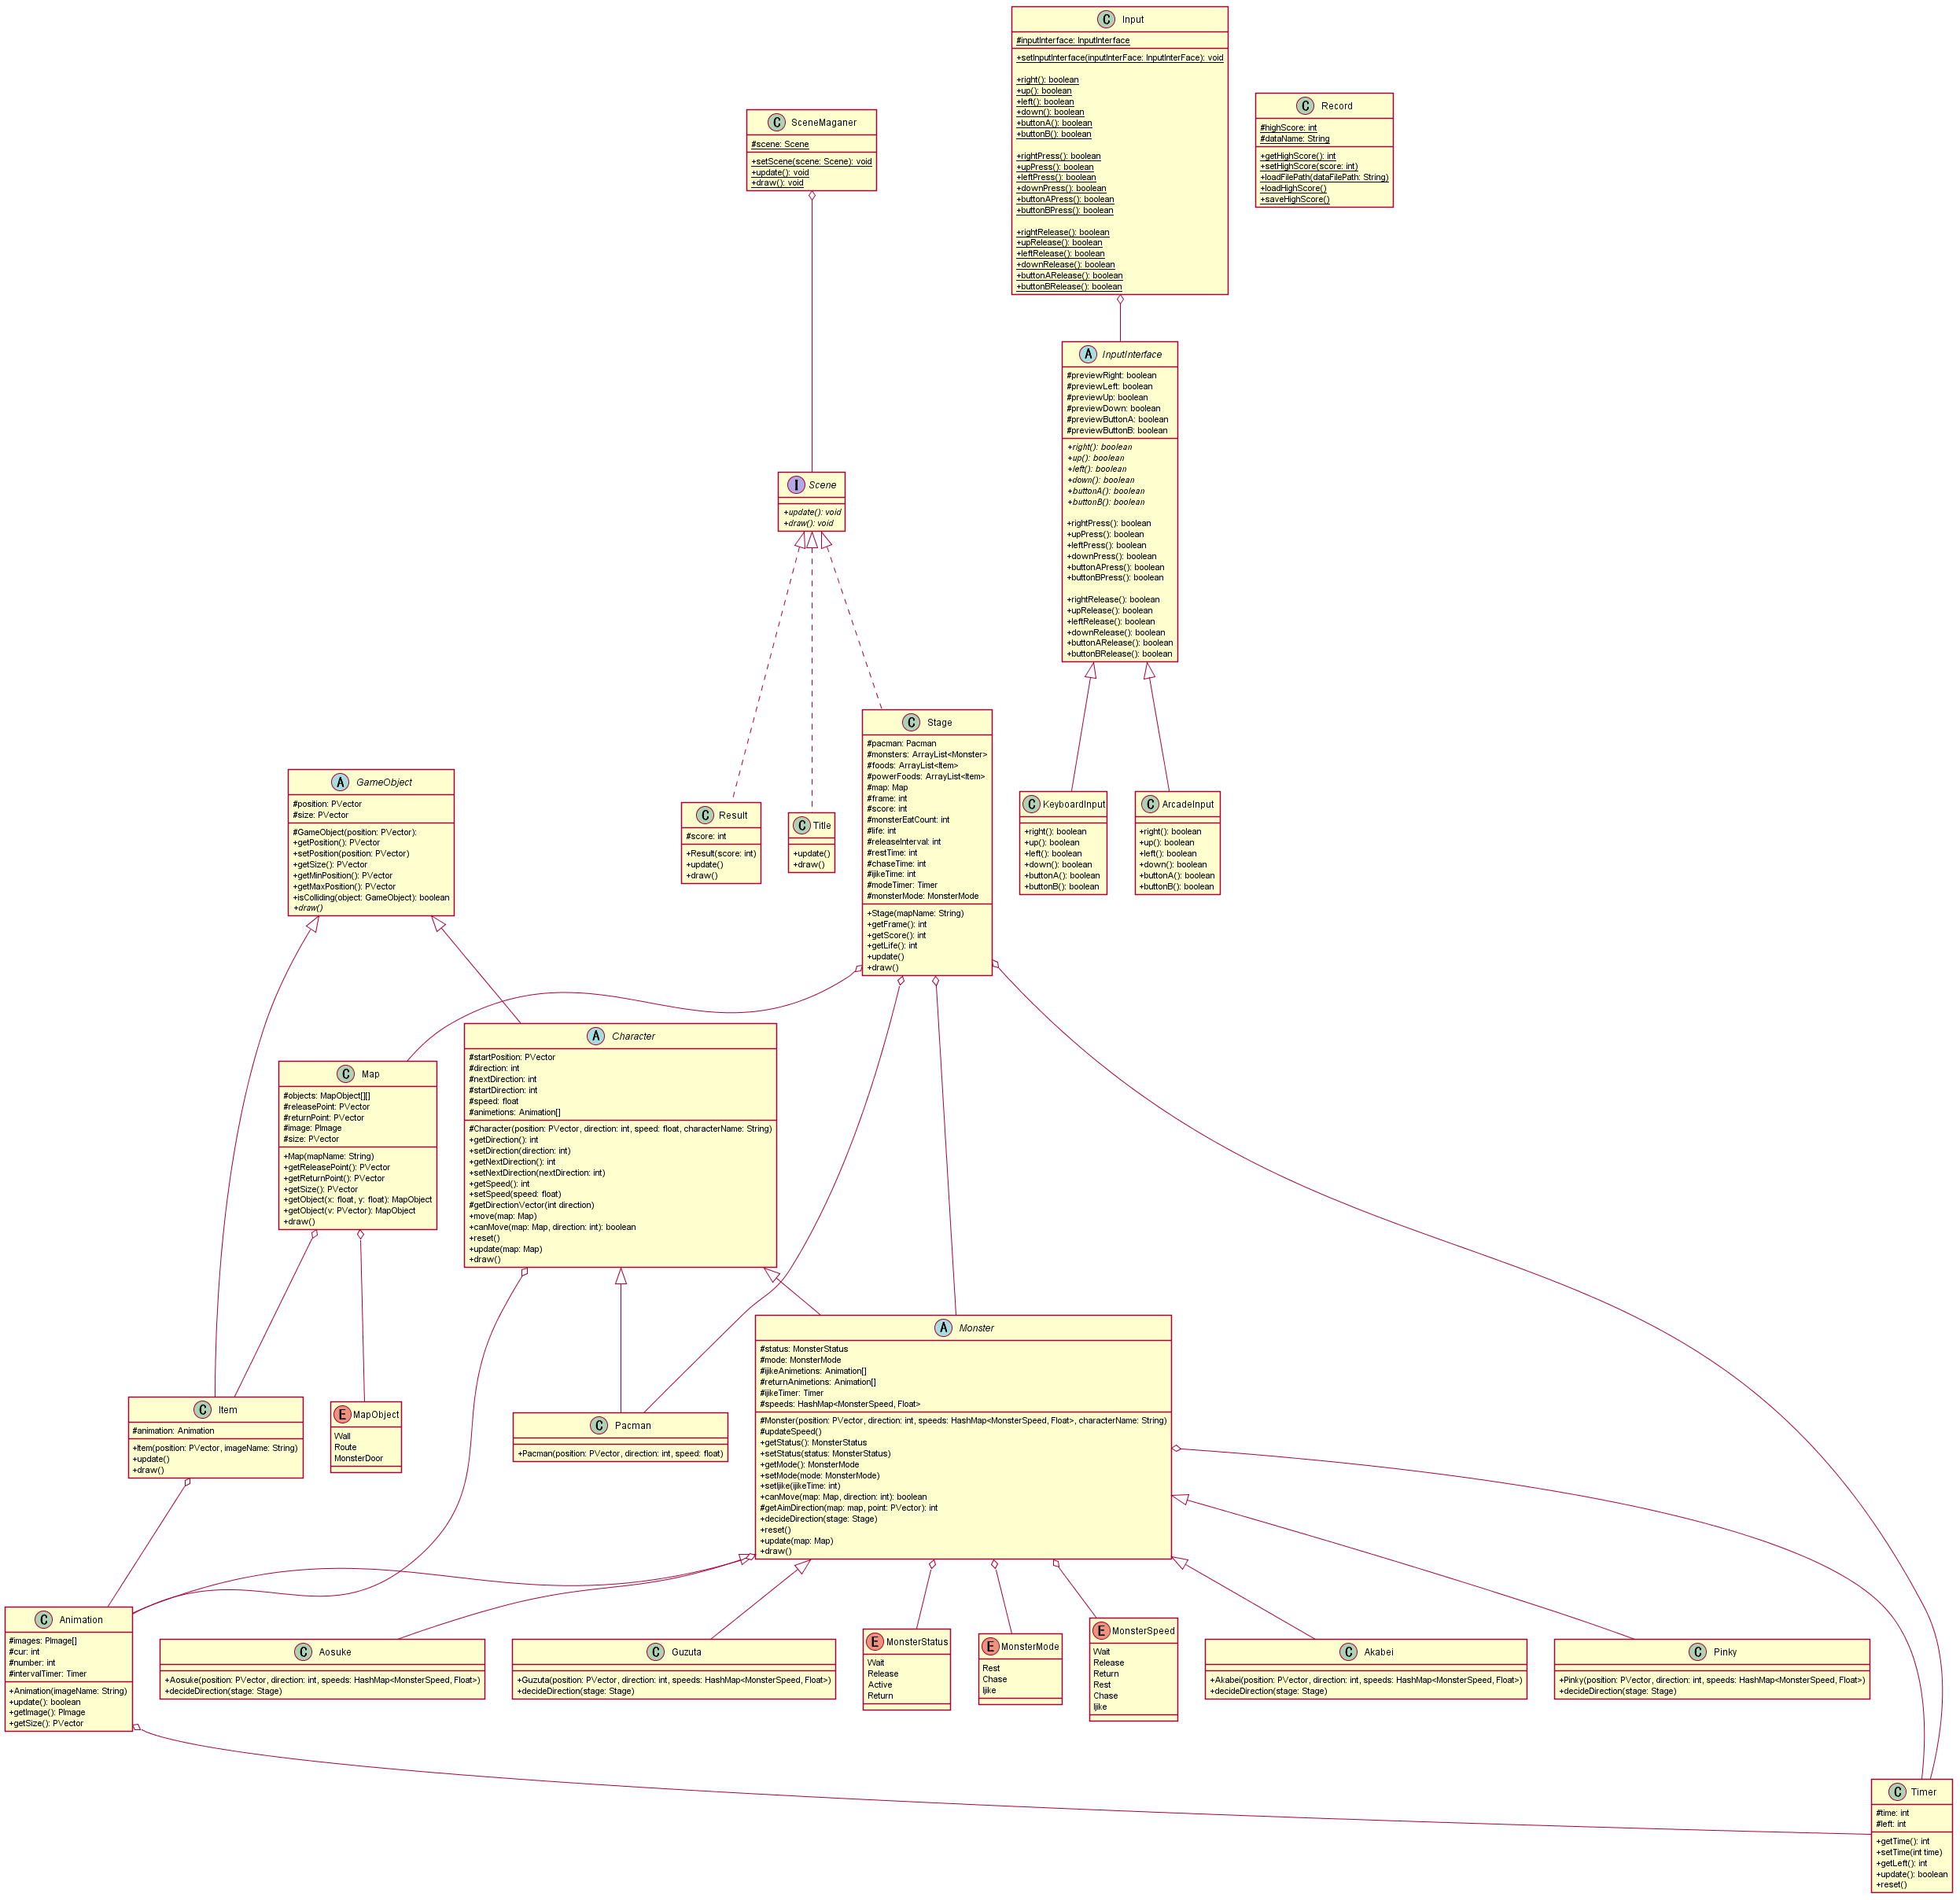 Input
#inputInterface: InputInterface
+setInputInterface(inputInterFace: InputInterFace): void
+right(): boolean
+up(): boolean
+left(): boolean
+down(): boolean
+buttonA(): boolean
+buttonB(): boolean
+rightPress(): boolean
+upPress(): boolean
+leftPress(): boolean
+downPress(): boolean
+buttonAPress(): boolean
+buttonBPress(): boolean
+rightRelease(): boolean
+upRelease(): boolean
+leftRelease(): boolean
+downRelease(): boolean
+buttonARelease(): boolean
+buttonBRelease(): boolean
Record
#highScore: int
#dataName: String
+getHighScore(): int
+setHighScore(score: int)
+loadFilePath(dataFilePath: String)
+loadHighScore()
+saveHighScore()
SceneMaganer
#scene: Scene
+setScene(scene: Scene): void
+update(): void
+draw(): void
InputInterface
#previewRight: boolean
#previewLeft: boolean
#previewUp: boolean
#previewDown: boolean
#previewButtonA: boolean
#previewButtonB: boolean
+right(): boolean
+up(): boolean
+left(): boolean
+down(): boolean
+buttonA(): boolean
+buttonB(): boolean
+rightPress(): boolean
+upPress(): boolean
+leftPress(): boolean
+downPress(): boolean
+buttonAPress(): boolean
+buttonBPress(): boolean
+rightRelease(): boolean
+upRelease(): boolean
+leftRelease(): boolean
+downRelease(): boolean
+buttonARelease(): boolean
+buttonBRelease(): boolean
Scene
+update(): void
+draw(): void
Stage
#pacman: Pacman
#monsters: ArrayList<Monster>
#foods: ArrayList<Item>
#powerFoods: ArrayList<Item>
#map: Map
#frame: int
#score: int
#monsterEatCount: int
#life: int
#releaseInterval: int
#restTime: int
#chaseTime: int
#ijikeTime: int
#modeTimer: Timer
#monsterMode: MonsterMode
+Stage(mapName: String)
+getFrame(): int
+getScore(): int
+getLife(): int
+update()
+draw()
GameObject
#position: PVector
#size: PVector
#GameObject(position: PVector):
+getPosition(): PVector
+setPosition(position: PVector)
+getSize(): PVector
+getMinPosition(): PVector
+getMaxPosition(): PVector
+isColliding(object: GameObject): boolean
+draw()
Result
#score: int
+Result(score: int)
+update()
+draw()
Title
+update()
+draw()
KeyboardInput
+right(): boolean
+up(): boolean
+left(): boolean
+down(): boolean
+buttonA(): boolean
+buttonB(): boolean
ArcadeInput
+right(): boolean
+up(): boolean
+left(): boolean
+down(): boolean
+buttonA(): boolean
+buttonB(): boolean
Character
#startPosition: PVector
#direction: int
#nextDirection: int
#startDirection: int
#speed: float
#animetions: Animation[]
#Character(position: PVector, direction: int, speed: float, characterName: String)
+getDirection(): int
+setDirection(direction: int)
+getNextDirection(): int
+setNextDirection(nextDirection: int)
+getSpeed(): int
+setSpeed(speed: float)
#getDirectionVector(int direction)
+move(map: Map)
+canMove(map: Map, direction: int): boolean
+reset()
+update(map: Map)
+draw()
Map
#objects: MapObject[][]
#releasePoint: PVector
#returnPoint: PVector
#image: PImage
#size: PVector
+Map(mapName: String)
+getReleasePoint(): PVector
+getReturnPoint(): PVector
+getSize(): PVector
+getObject(x: float, y: float): MapObject
+getObject(v: PVector): MapObject
+draw()
Monster
#status: MonsterStatus
#mode: MonsterMode
#ijikeAnimetions: Animation[]
#returnAnimetions: Animation[]
#ijikeTimer: Timer
#speeds: HashMap<MonsterSpeed, Float>
#Monster(position: PVector, direction: int, speeds: HashMap<MonsterSpeed, Float>, characterName: String)
#updateSpeed()
+getStatus(): MonsterStatus
+setStatus(status: MonsterStatus)
+getMode(): MonsterMode
+setMode(mode: MonsterMode)
+setIjike(ijikeTime: int)
+canMove(map: Map, direction: int): boolean
#getAimDirection(map: map, point: PVector): int
+decideDirection(stage: Stage)
+reset()
+update(map: Map)
+draw()
Item
#animation: Animation
+Item(position: PVector, imageName: String)
+update()
+draw()
MapObject
Wall
Route
MonsterDoor
Pacman
+Pacman(position: PVector, direction: int, speed: float)
Animation
#images: PImage[]
#cur: int
#number: int
#intervalTimer: Timer
+Animation(imageName: String)
+update(): boolean
+getImage(): PImage
+getSize(): PVector
Aosuke
+Aosuke(position: PVector, direction: int, speeds: HashMap<MonsterSpeed, Float>)
+decideDirection(stage: Stage)
Guzuta
+Guzuta(position: PVector, direction: int, speeds: HashMap<MonsterSpeed, Float>)
+decideDirection(stage: Stage)
MonsterStatus
Wait
Release
Active
Return
MonsterMode
Rest
Chase
Ijike
MonsterSpeed
Wait
Release
Return
Rest
Chase
Ijike
Akabei
+Akabei(position: PVector, direction: int, speeds: HashMap<MonsterSpeed, Float>)
+decideDirection(stage: Stage)
Pinky
+Pinky(position: PVector, direction: int, speeds: HashMap<MonsterSpeed, Float>)
+decideDirection(stage: Stage)
Timer
#time: int
#left: int
+getTime(): int
+setTime(int time)
+getLeft(): int
+update(): boolean
+reset()